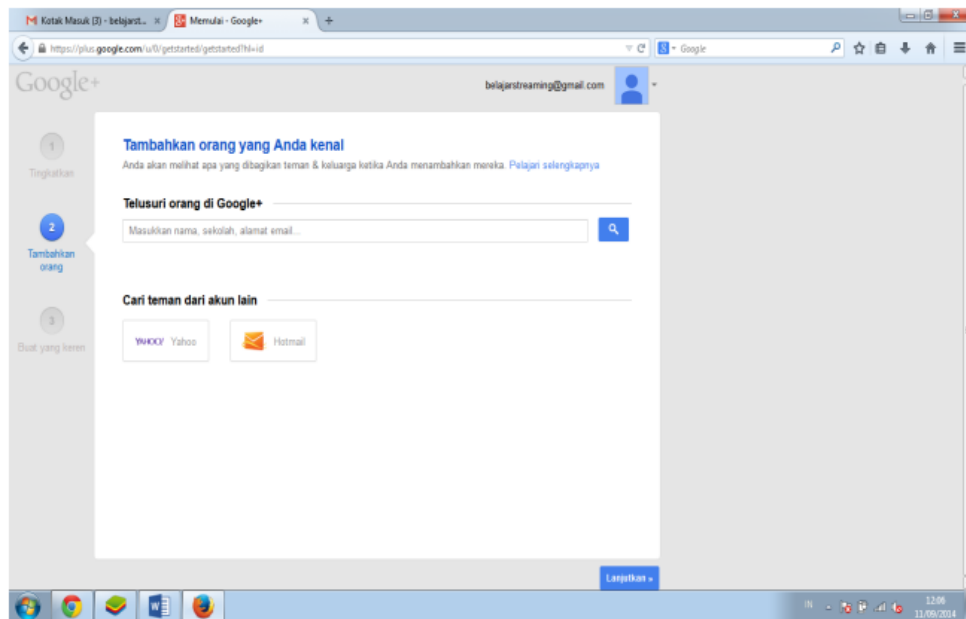 Kotak Masuk (3) - belajarst...
Memulai - Google+
https://plus.google.com/u/0/getstarted/getstarted?hl=id
Google
Google+
belajarstreaming@gmail.com
1
Tingkatkan
2
Tambahkan
orang
3
Buat yang keren
Tambahkan orang yang Anda kenal
Anda akan melihat apa yang dibagikan teman & keluarga ketika Anda menambahkan mereka. Pelajari selengkapnya
Telusuri orang di Google+
Masukkan nama, sekolah, alamat email...
Cari teman dari akun lain
YAHOO! Yahoo
Hotmail
Lanjutkan »
IN
12:06
11/09/2014